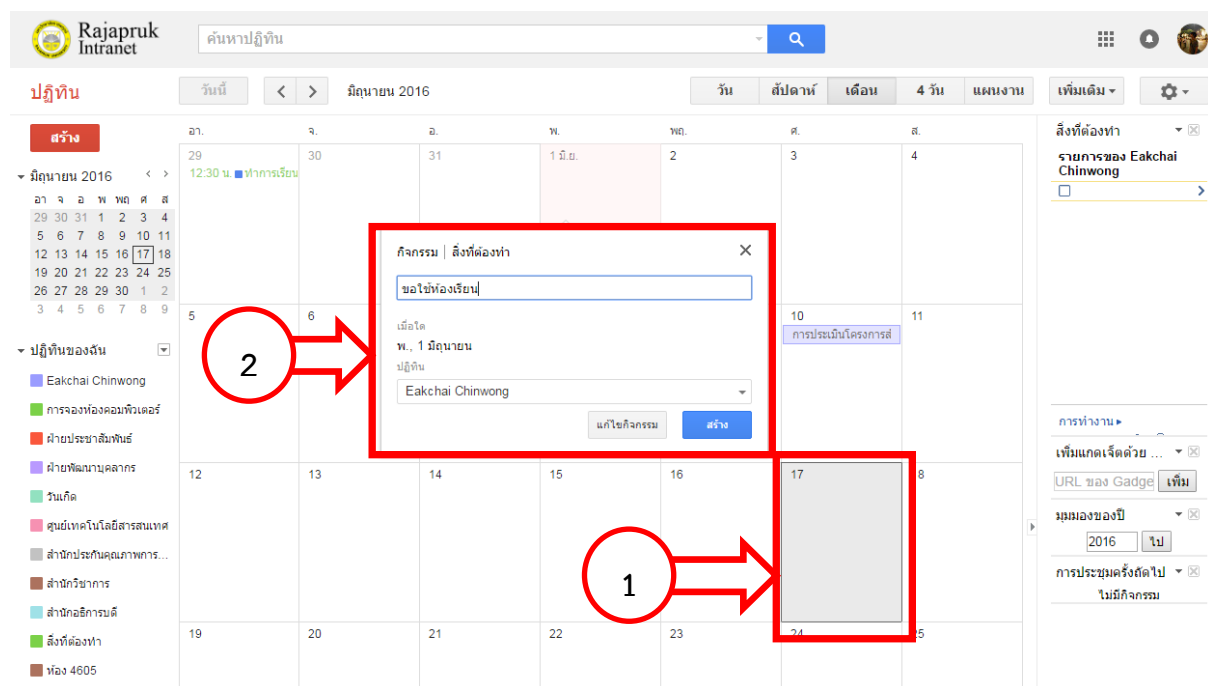 Rajapruk
Intranet
ค้นหาปฏิทิน
ปฏิทิน
วันนี้
มิถุนายน 2016
วัน
สัปดาห์
เดือน
4 วัน
แผนงาน
เพิ่มเติม
สร้าง
มิถุนายน 2016
อา จ อ พ พฤ ศ ส
29 30 31 1 2 3 4
5 6 7 8 9 10 11
12 13 14 15 16 17 18
19 20 21 22 23 24 25
26 27 28 29 30 1 2
3 4 5 6 7 8 9
ปฏิทินของฉัน
Eakchai Chinwong
การจองห้องคอมพิวเตอร์
ฝ่ายประชาสัมพันธ์
ฝ่ายพัฒนาบุคลากร
วันเกิด
ศูนย์เทคโนโลยีสารสนเทศ
สำนักประกันคุณภาพการ...
สำนักวิชาการ
สำนักอธิการบดี
สิ่งที่ต้องทำ
ห้อง 4605
อา. จ. อ. พ. พฤ. ศ. ส.
29 30 31 1 มิ.ย. 2 3 4
12:30 น. ทำการเรียน
5 6 10 11
การประเมินโครงการส่
12 13 14 15 16 17 8
19 20 21 22 23 24 25
กิจกรรม | สิ่งที่ต้องทำ
ขอใช้ห้องเรียน
เมื่อใด
พ., 1 มิถุนายน
ปฏิทิน
Eakchai Chinwong
แก้ไขกิจกรรม
สร้าง
2
1
สิ่งที่ต้องทำ
รายการของ Eakchai
Chinwong
การทำงาน
เพิ่มแกดเจ็ตด้วย ...
URL ของ Gadge
เพิ่ม
มุมมองของปี
2016
ไป
การประชุมครั้งถัดไป
ไม่มีกิจกรรม